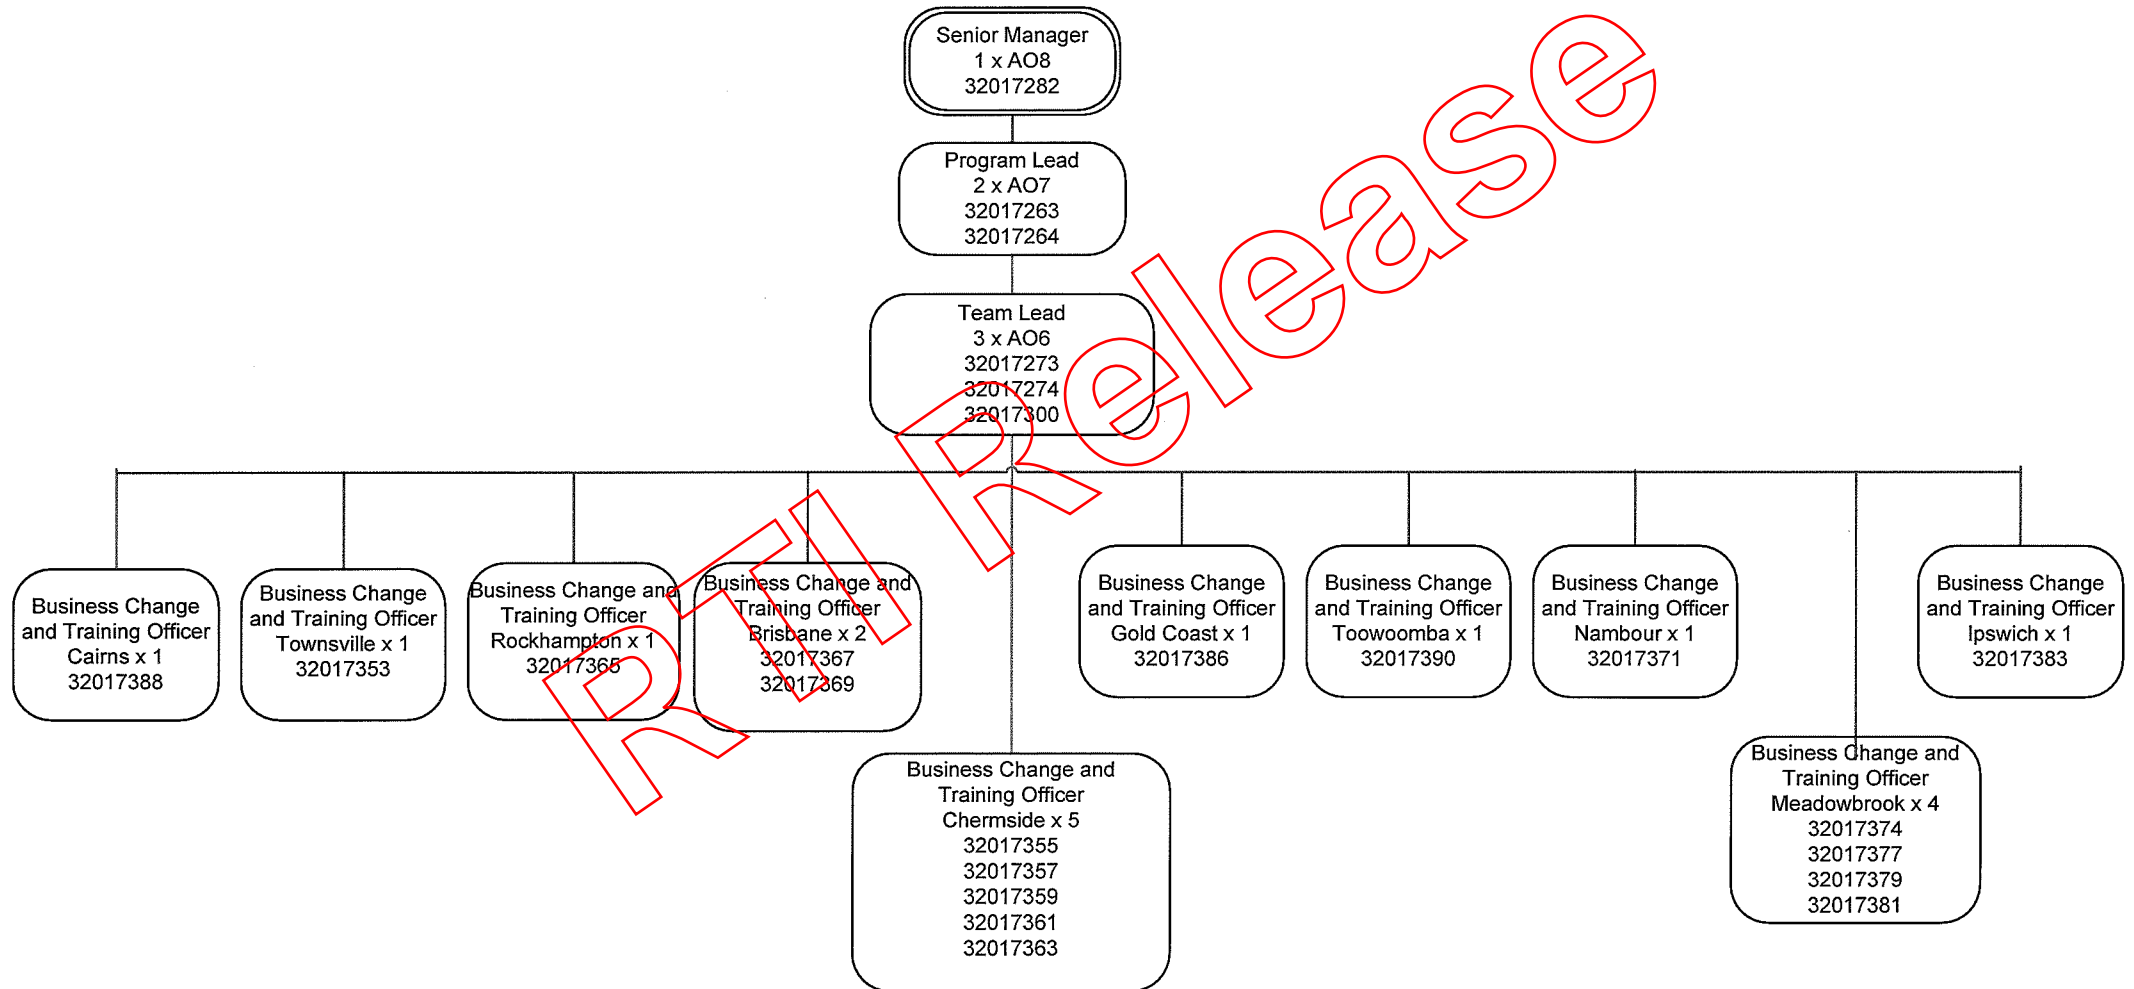 Senior Manager
1 x AO8
32017282
Program Lead
2 x AO7
32017263
32017264
Team Lead
3 x AO6
32017273
32017274
32017300
Business Change
and Training Officer
Cairns x 1
32017388
Business Change
and Training Officer
Townsville x 1
32017353
Business Change and
Training Officer
Rockhampton x 1
32017365
Business Change and
Training Officer
Brisbane x 2
32017367
32017369
Business Change and
Training Officer
Chermside x 5
32017355
32017357
32017359
32017361
32017363
Business Change
and Training Officer
Gold Coast x 1
32017386
Business Change
and Training Officer
Toowoomba x 1
32017390
Business Change
and Training Officer
Nambour x 1
32017371
Business Change and
Training Officer
Meadowbrook x 4
32017374
32017377
32017379
32017381
Business Change
and Training Officer
Ipswich x 1
32017383
RTI Release